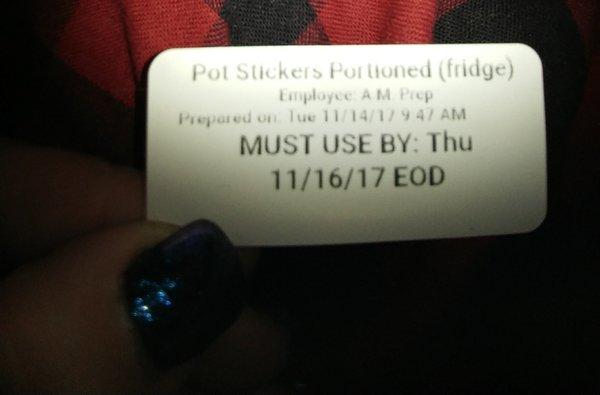 Pot Stickers Portioned (fridge)
Employee: A.M. Prep
Prepared on: Tue 11/14/17 9:47 AM
MUST USE BY: Thu
11/16/17 EOD